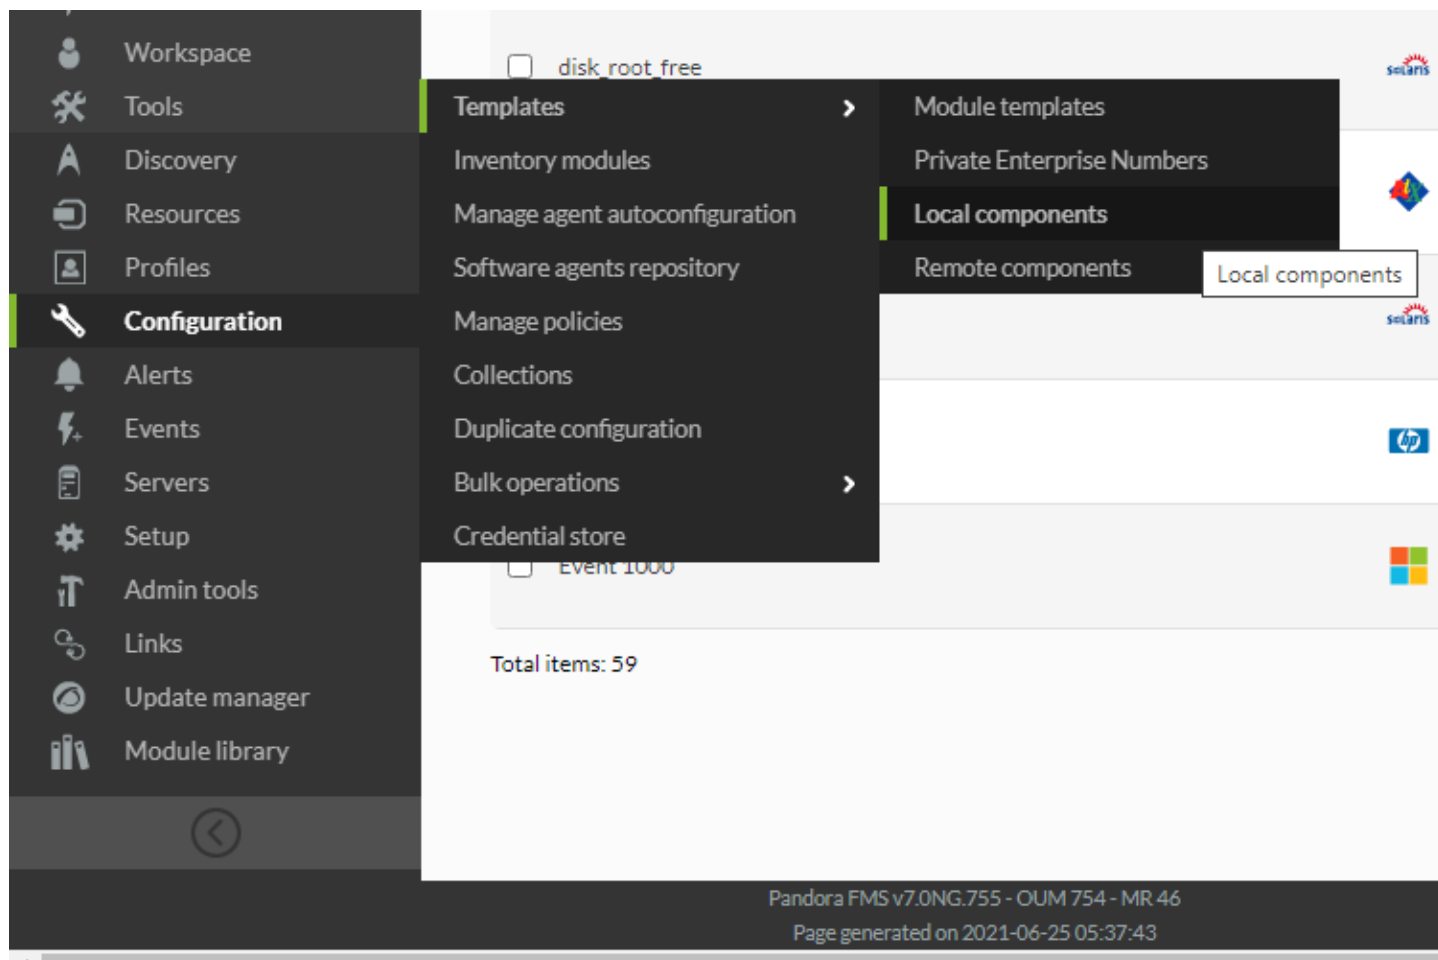 Workspace
Tools
Discovery
Resources
Profiles
Configuration
Alerts
Events
Servers
Setup
Admin tools
Links
Update manager
Module library
Templates
Inventory modules
Manage agent autoconfiguration
Software agents repository
Manage policies
Collections
Duplicate configuration
Bulk operations
Credential store
Module templates
Private Enterprise Numbers
Local components
Remote components
Local components
disk_root_free
solaris
AIX
solaris
hp
Event 1000
Total items: 59
Pandora FMS v7.0NG.755 - OUM 754 - MR 46
Page generated on 2021-06-25 05:37:43